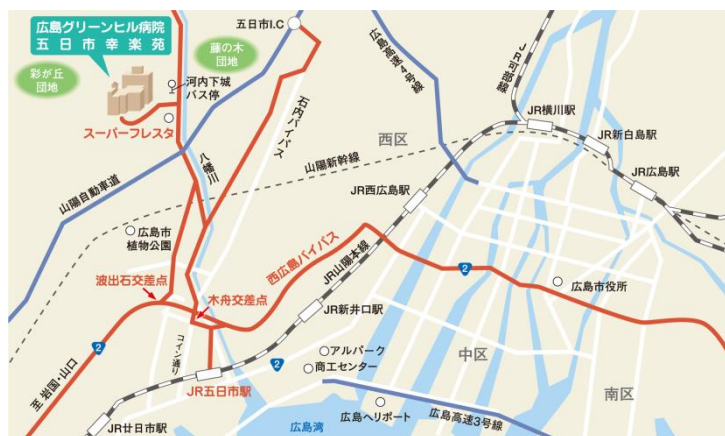 広島グリーンヒル病院
五日市幸楽苑
彩が丘
団地
藤の木
団地
五日市I.C
河内下城
バス停
スーパーフレスタ
石内バイパス
広島高速4号線
JR可部線
JR横川駅
JR新白島駅
JR広島駅
西区
八幡川
山陽新幹線
山陽自動車道
JR西広島駅
広島市
植物公園
西広島バイパス
JR山陽本線
波出石交差点
木舟交差点
2
広島市役所
JR新井口駅
2
コイン通り
2
アルパーク
商工センター
中区
南区
至 岩国・山口
JR五日市駅
JR廿日市駅
広島湾
広島ヘリポート
広島高速3号線